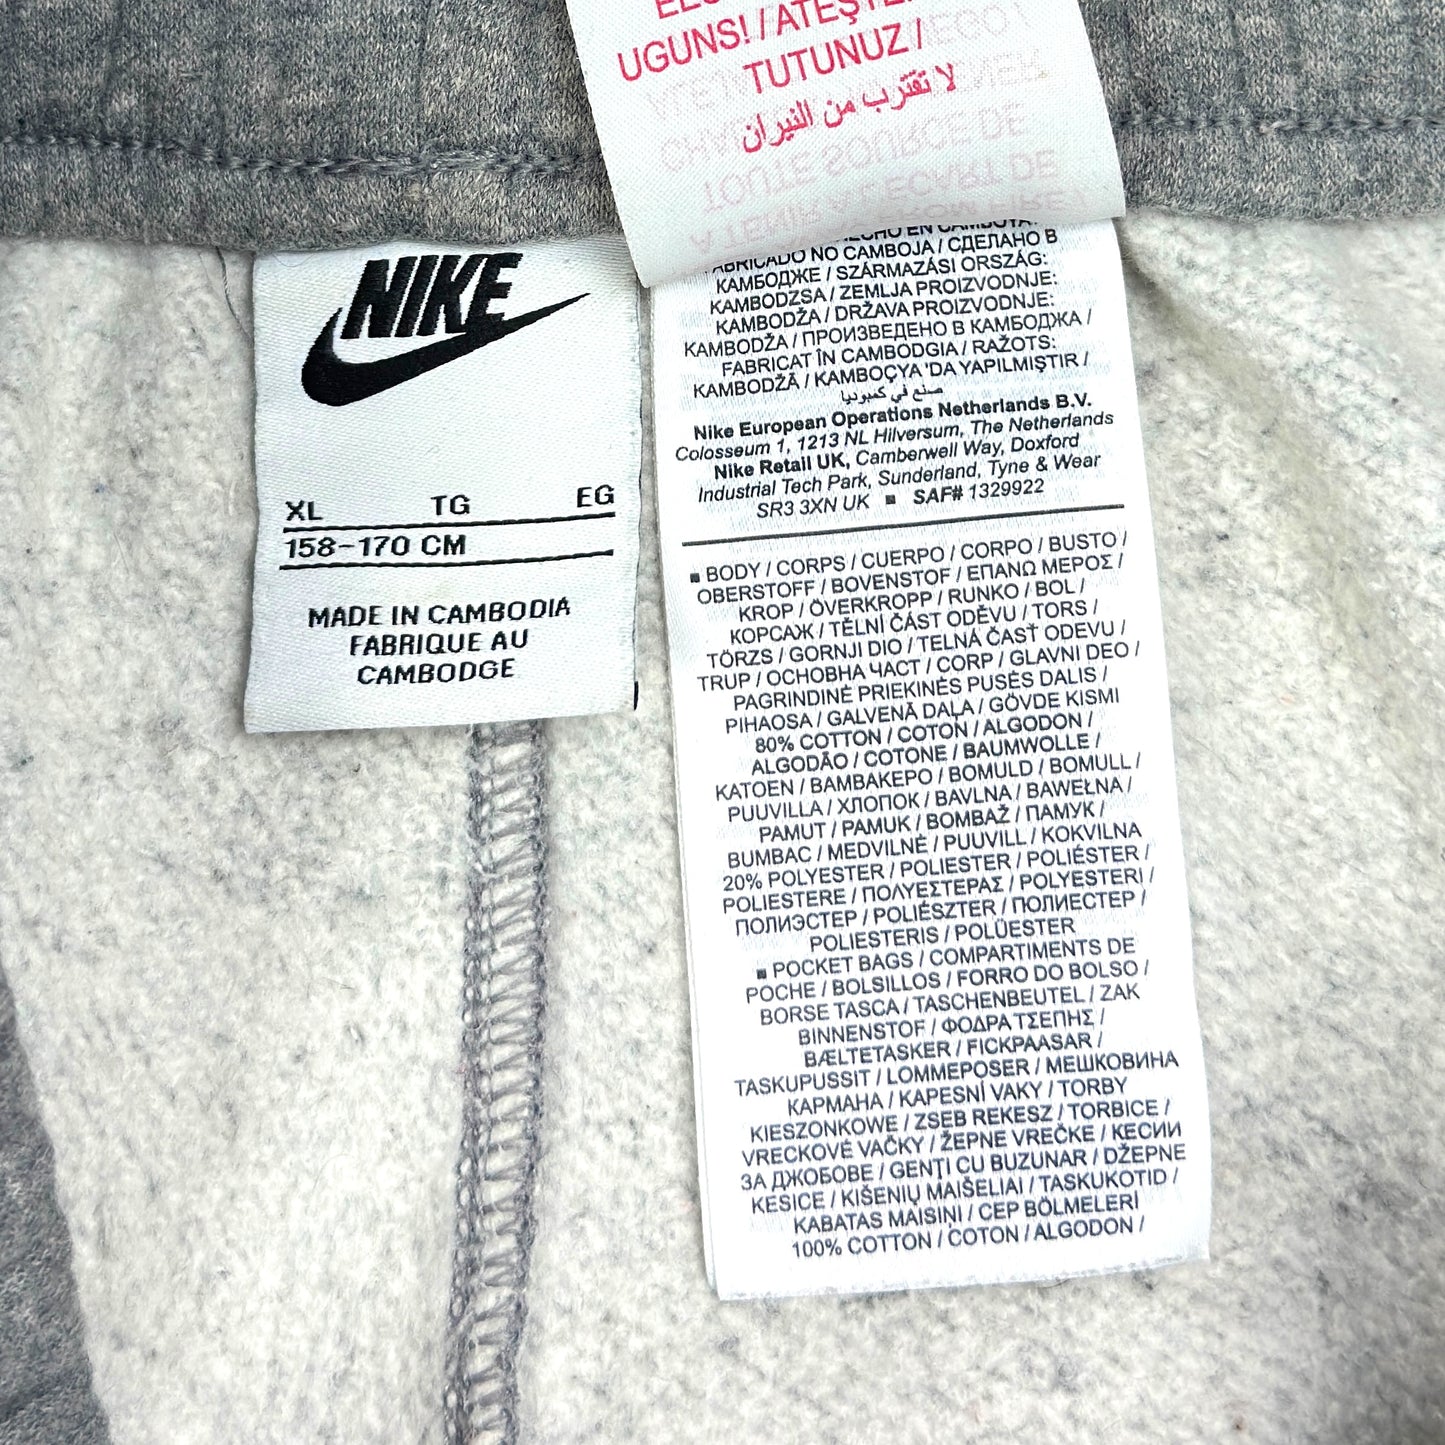 UGUNS! / ATEŞTE
TUTUNUZ /
لا تقترب من النيران
TOUTE SOURCE DE
A TENIR A L'ECART DE
NIKE
XL TG EG
158-170 CM
MADE IN CAMBODIA
FABRIQUE AU
CAMBODGE
FABRICADO NO CAMBOJA / СДЕЛАНО В
КАМБОДЖЕ / SZÁRMAZÁSI ORSZÁG:
KAMBODZSA / ZEMLJA PROIZVODNJE:
KAMBODŽA / DRŽAVA PROIZVODNJE:
KAMBODŽA / ПРОИЗВЕДЕНО В КАМБОДЖА /
FABRICAT ÎN CAMBODGIA / RAŽOTS:
KAMBODŽĀ / KAMBOÇYA 'DA YAPILMIŞTIR /
صنع في كمبوديا
Nike European Operations Netherlands B.V.
Colosseum 1, 1213 NL Hilversum, The Netherlands
Nike Retail UK, Camberwell Way, Doxford
Industrial Tech Park, Sunderland, Tyne & Wear
SR3 3XN UK ■ SAF# 1329922
■ BODY / CORPS / CUERPO / CORPO / BUSTO /
OBERSTOFF / BOVENSTOF / ΕΠΑΝΩ ΜΕΡΟΣ /
KROP / ÖVERKROPP / RUNKO / BOL /
КОРСАЖ / TĚLNÍ ČÁST ODĚVU / TORS /
TÖRZS / GORNJI DIO / TELNÁ ČASŤ ODEVU /
TRUP / ОСНОВНА ЧАСТ / CORP / GLAVNI DEO /
PAGRINDINĖ PRIEKINĖS PUSĖS DALIS /
PIHAOSA / GALVENĀ DAĻA / GÖVDE KISMI
80% COTTON / COTON / ALGODON /
ALGODÃO / COTONE / BAUMWOLLE /
KATOEN / ΒΑΜΒΑΚΕΡΟ / BOMULD / BOMULL /
PUUVILLA / ХЛОПОК / BAVLNA / BAWEŁNA /
PAMUT / PAMUK / BOMBAŽ / ПАМУК /
BUMBAC / MEDVILNĖ / PUUVILL / KOKVILNA
20% POLYESTER / POLIESTER / POLIÉSTER /
POLIESTERE / ΠΟΛΥΕΣΤΕΡΑΣ / POLYESTERI /
ПОЛИЭСТЕР / POLIÉSZTER / ПОЛИЕСТЕР /
POLIESTERIS / POLÜESTER
■ POCKET BAGS / COMPARTIMENTS DE
POCHE / BOLSILLOS / FORRO DO BOLSO /
BORSE TASCA / TASCHENBEUTEL / ZAK
BINNENSTOF / ΦΟΔΡΑ ΤΣΕΠΗΣ /
BÆLTETASKER / FICKPAASAR /
TASKUPUSSIT / LOMMEPOSER / МЕШКОВИНА
КАРМАНА / KAPESNÍ VAKY / TORBY
KIESZONKOWE / ZSEB REKESZ / TORBICE /
VRECKOVÉ VAČKY / ŽEPNE VREČKE / КЕСИИ
ЗА ДЖОБОВЕ / GENŢI CU BUZUNAR / DŽEPNE
KESICE / KIŠENIŲ MAIŠELIAI / TASKUKOTID /
KABATAS MAISIŅI / CEP BÖLMELERİ
100% COTTON / COTON / ALGODON /